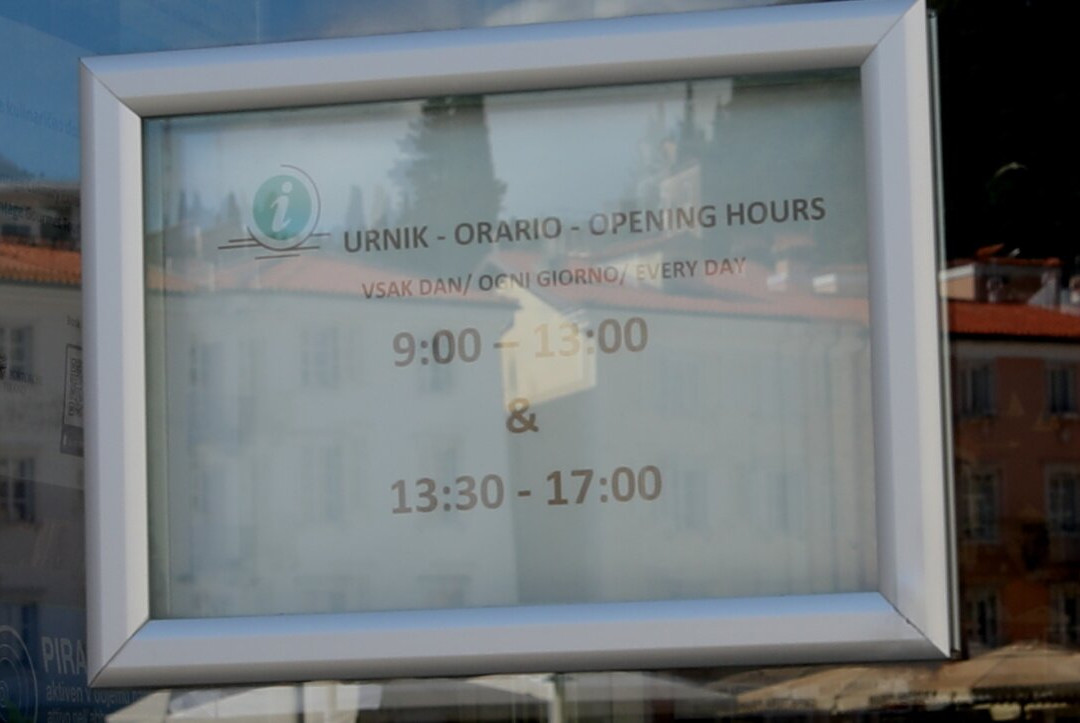 i
URNIK - ORARIO - OPENING HOURS
VSAK DAN/ OGNI GIORNO/ EVERY DAY
9:00 – 13:00
&
13:30 - 17:00
PIRA
aktiven v